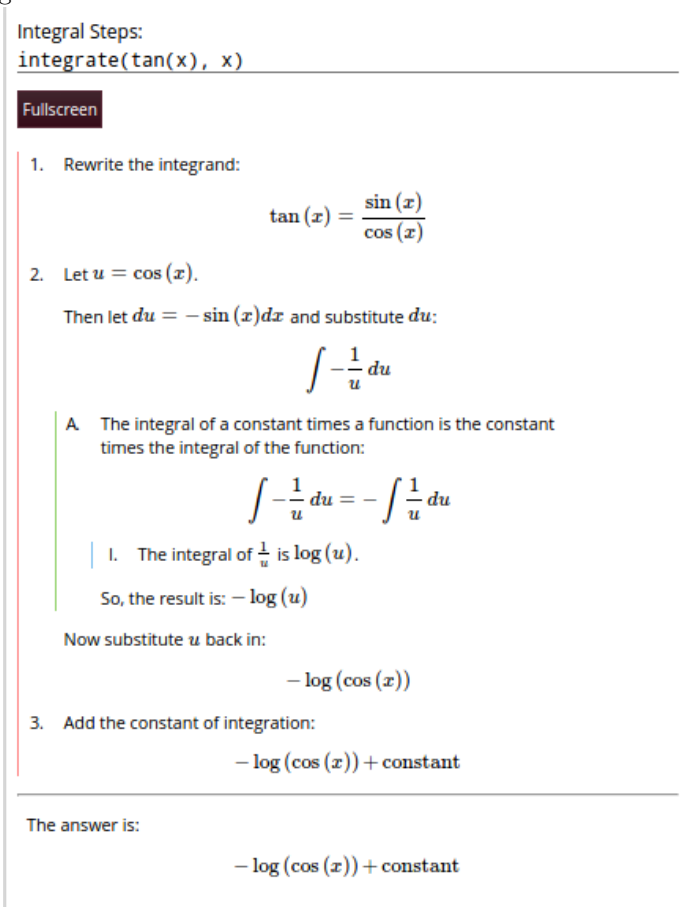 Integral Steps:
integrate(tan(x), x)
Fullscreen
1. Rewrite the integrand:
tan (x) = sin (x) / cos (x)
2. Let u = cos (x).
Then let du = − sin (x)dx and substitute du:
∫ − 1/u du
A. The integral of a constant times a function is the constant
times the integral of the function:
∫ − 1/u du = − ∫ 1/u du
I. The integral of 1/u is log (u).
So, the result is: − log (u)
Now substitute u back in:
− log (cos (x))
3. Add the constant of integration:
− log (cos (x)) + constant
The answer is:
− log (cos (x)) + constant